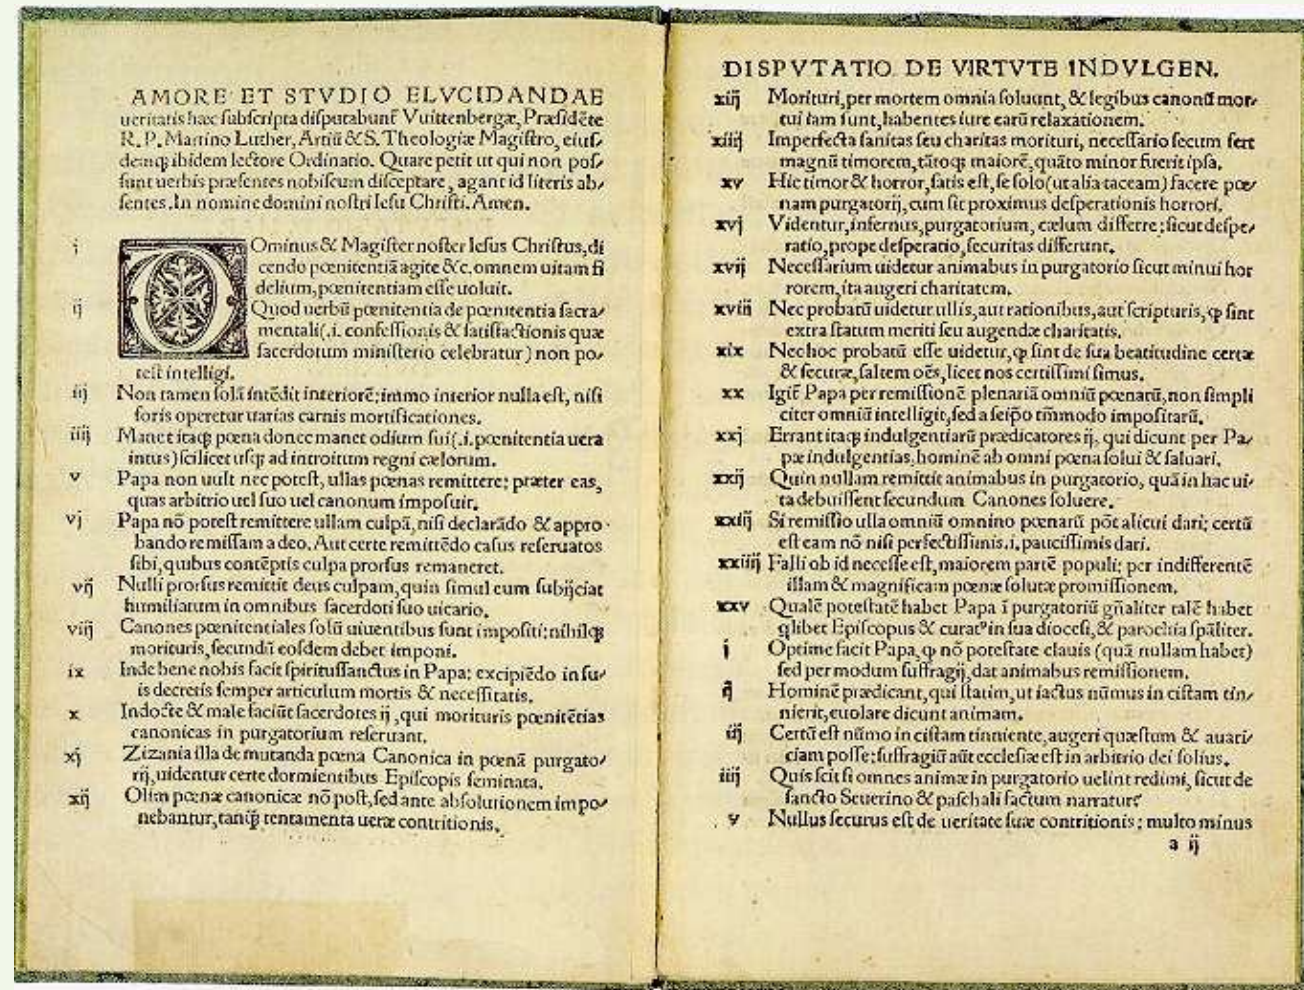 AMORE ET STVDIO ELVCIDANDAE
ueritatis hæc subscripta disputabunt Vuittenbergæ, Præsidēte
R. P. Martino Luther, Artiū & S. Theologiæ Magistro, eius/
demq; ibidem lectore Ordinatio. Quare petit ut qui non pos/
sunt uerbis præsentes nobiscum disceptare, agant id literis ab/
sentes. In nomine domini nostri Iesu Christi. Amen.
i Ominus & Magister noster Iesus Christus, di
cendo pœnitentiā agite &c. omnem uitam fi
delium, pœnitentiam esse uoluit.
ij Quod uerbū pœnitentia de pœnitentia sacra/
mentali(.i. confessionis & satisfactionis quæ
sacerdotum ministerio celebratur) non po/
test intelligi.
iij Non tamen solā intēdit interiorē: immo interior nulla est, nisi
foris operetur uarias carnis mortificationes.
iiij Manet itaq; pœna donec manet odium sui(.i. pœnitentia uera
intus) scilicet usq; ad introitum regni cælorum.
v Papa non uult nec potest, ullas pœnas remittere: præter eas,
quas arbitrio uel suo uel canonum imposuit.
vj Papa nō potest remittere ullam culpā, nisi declarādo & appro
bando remissam a deo. Aut certe remittēdo casus reseruatos
sibi, quibus contēptis culpa prorsus remaneret.
vij Nulli prorsus remittit deus culpam, quin simul eum subijciat
humiliatum in omnibus sacerdoti suo uicario.
viij Canones pœnitentiales solū uiuentibus sunt impositi: nihilq;
morituris, secundū eosdem debet imponi.
ix Inde bene nobis facit spiritussanctus in Papa: excipiēdo in su/
is decretis semper articulum mortis & necessitatis.
x Indocte & male faciūt sacerdotes ij, qui morituris pœnitētias
canonicas in purgatorium reseruant.
xj Zizania illa de mutanda pœna Canonica in pœnā purgato/
rij, uidentur certe dormientibus Episcopis seminata.
xij Olim pœnæ canonicæ nō post, sed ante absolutionem impo/
nebantur, tanq; tentamenta ueræ contritionis.
DISPVTATIO DE VIRTVTE INDVLGEN.
xiij Morituri, per mortem omnia soluunt, & legibus canonū mor/
tui iam sunt, habentes iure earū relaxationem.
xiiij Imperfecta sanitas seu charitas morituri, necessario secum fert
magnū timorem, tātoq; maiorē, quāto minor fuerit ipsa.
xv Hic timor & horror, satis est, se solo (ut alia taceam) facere pœ/
nam purgatorij, cum sit proximus desperationis horrori.
xvj Videntur, infernus, purgatorium, cælum differre: sicut despe/
ratio, prope desperatio, securitas differunt.
xvij Necessarium uidetur animabus in purgatorio sicut minui hor
rorem, ita augeri charitatem.
xviij Nec probatū uidetur ullis, aut rationibus, aut scripturis, ꝙ sint
extra statum meriti seu augendæ charitatis.
xix Nec hoc probatū esse uidetur, ꝙ sint de sua beatitudine certæ
& securæ, saltem oēs, licet nos certissimi simus.
xx Igit̄ Papa per remissionē plenariā omniū pœnarū, non simpli
citer omniū intelligit, sed a seipō tm̄modo impositarū.
xxj Errant itaq; indulgentiarū prædicatores ij, qui dicunt per Pa/
pæ indulgentias, hominē ab omni pœna solui & saluari.
xxij Quin nullam remittit animabus in purgatorio, quā in hac ui/
ta debuissent secundum Canones soluere.
xxiij Si remissio ulla omniū omnino pœnarū pōt alicui dari: certū
est eam nō nisi perfectissimis .i. paucissimis dari.
xxiiij Falli ob id necesse est, maiorem partē populi: per indifferentē
illam & magnificam pœnæ solutæ promissionem.
xxv Qualē potestatē habet Papa ī purgatoriū gn̄aliter talē habet
q̄libet Episcopus & curatꝰ in sua diocesi, & parochia sp̄aliter.
i Optime facit Papa, ꝙ nō potestate clauis (quā nullam habet)
sed per modum suffragij, dat animabus remissionem.
ij Hominē prædicant, qui statim, ut iactus nūmus in cistam tin/
nierit, euolare dicunt animam.
iij Certū est nūmo in cistam tinniente, augeri quæstum & auari/
ciam posse: suffragiū aūt ecclesiæ est in arbitrio dei solius.
iiij Quis scit si omnes animæ in purgatorio uelint redimi, sicut de
sancto Seuerino & paschali factum narratur?
v Nullus securus est de ueritate suæ contritionis: multo minus
a ij